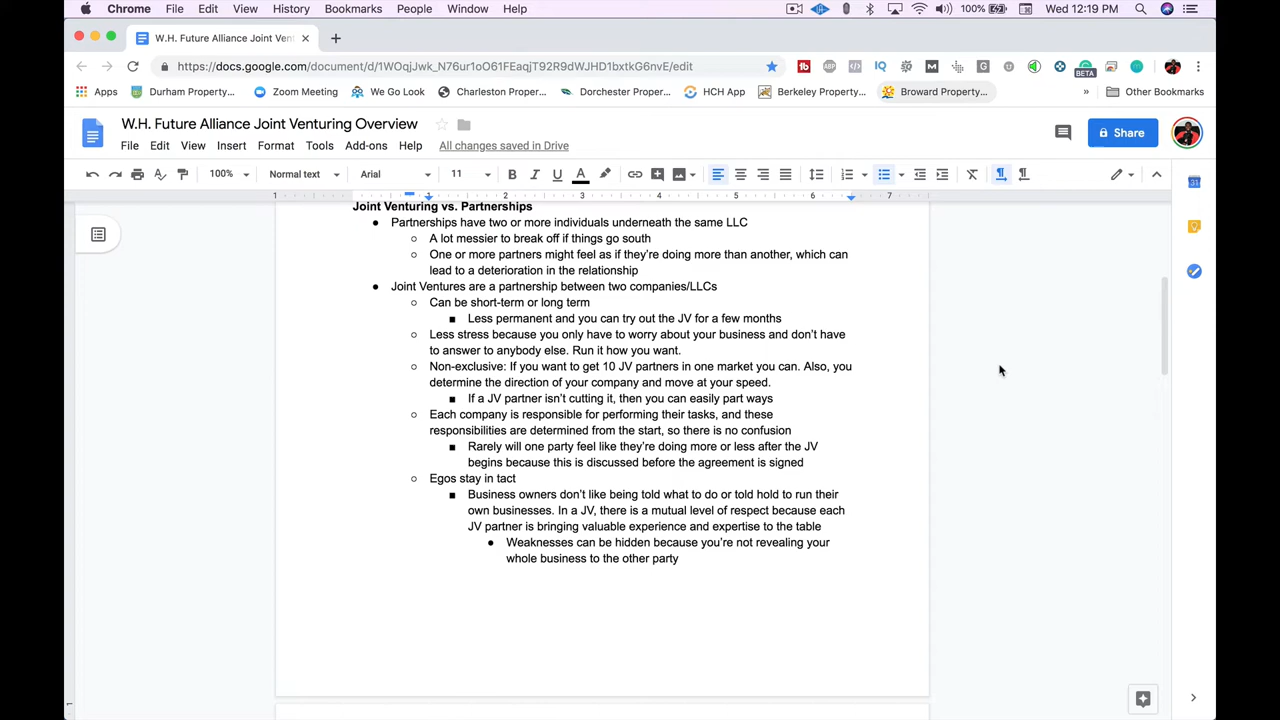 Chrome File Edit View History Bookmarks People Window Help 100% Wed 12:19 PM
W.H. Future Alliance Joint Vent
https://docs.google.com/document/d/1WOqjJwk_N76ur1oO61FEaqjT92R9dWJHD1bxtkG6nvE/edit
BETA
Apps Durham Property... Zoom Meeting We Go Look Charleston Proper... Dorchester Proper... HCH App Berkeley Property... Broward Property... » Other Bookmarks
W.H. Future Alliance Joint Venturing Overview
Share
File Edit View Insert Format Tools Add-ons Help All changes saved in Drive
100% Normal text Arial 11 B I U A
1 1 2 3 4 5 6 7
Joint Venturing vs. Partnerships
● Partnerships have two or more individuals underneath the same LLC
○ A lot messier to break off if things go south
○ One or more partners might feel as if they're doing more than another, which can
lead to a deterioration in the relationship
● Joint Ventures are a partnership between two companies/LLCs
○ Can be short-term or long term
■ Less permanent and you can try out the JV for a few months
○ Less stress because you only have to worry about your business and don't have
to answer to anybody else. Run it how you want.
○ Non-exclusive: If you want to get 10 JV partners in one market you can. Also, you
determine the direction of your company and move at your speed.
■ If a JV partner isn't cutting it, then you can easily part ways
○ Each company is responsible for performing their tasks, and these
responsibilities are determined from the start, so there is no confusion
■ Rarely will one party feel like they're doing more or less after the JV
begins because this is discussed before the agreement is signed
○ Egos stay in tact
■ Business owners don't like being told what to do or told hold to run their
own businesses. In a JV, there is a mutual level of respect because each
JV partner is bringing valuable experience and expertise to the table
● Weaknesses can be hidden because you're not revealing your
whole business to the other party